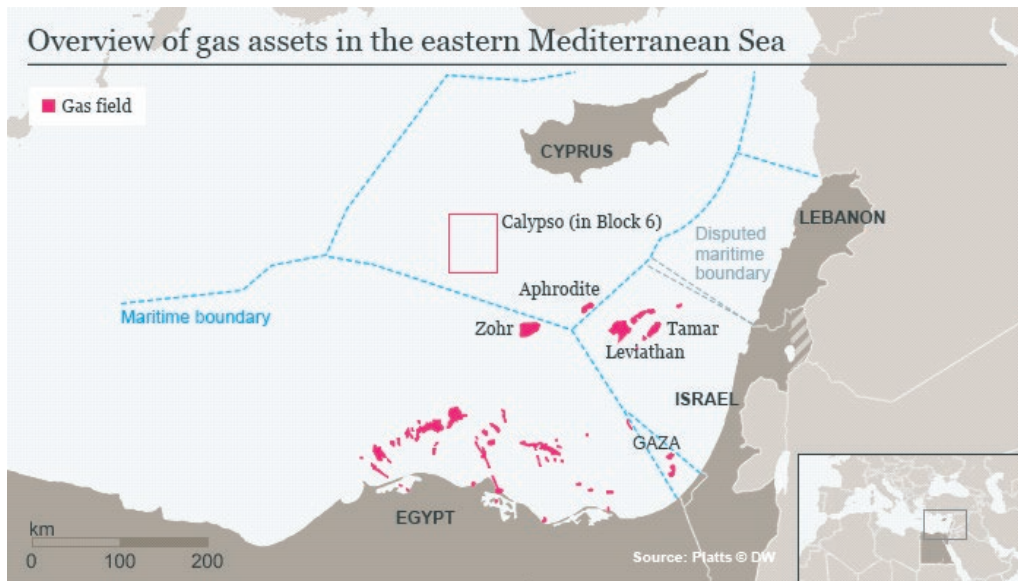 Overview of gas assets in the eastern Mediterranean Sea
Gas field
CYPRUS
Calypso (in Block 6)
LEBANON
Disputed
maritime
boundary
Aphrodite
Maritime boundary
Zohr
Tamar
Leviathan
ISRAEL
GAZA
EGYPT
km
0 100 200
Source: Platts © DW